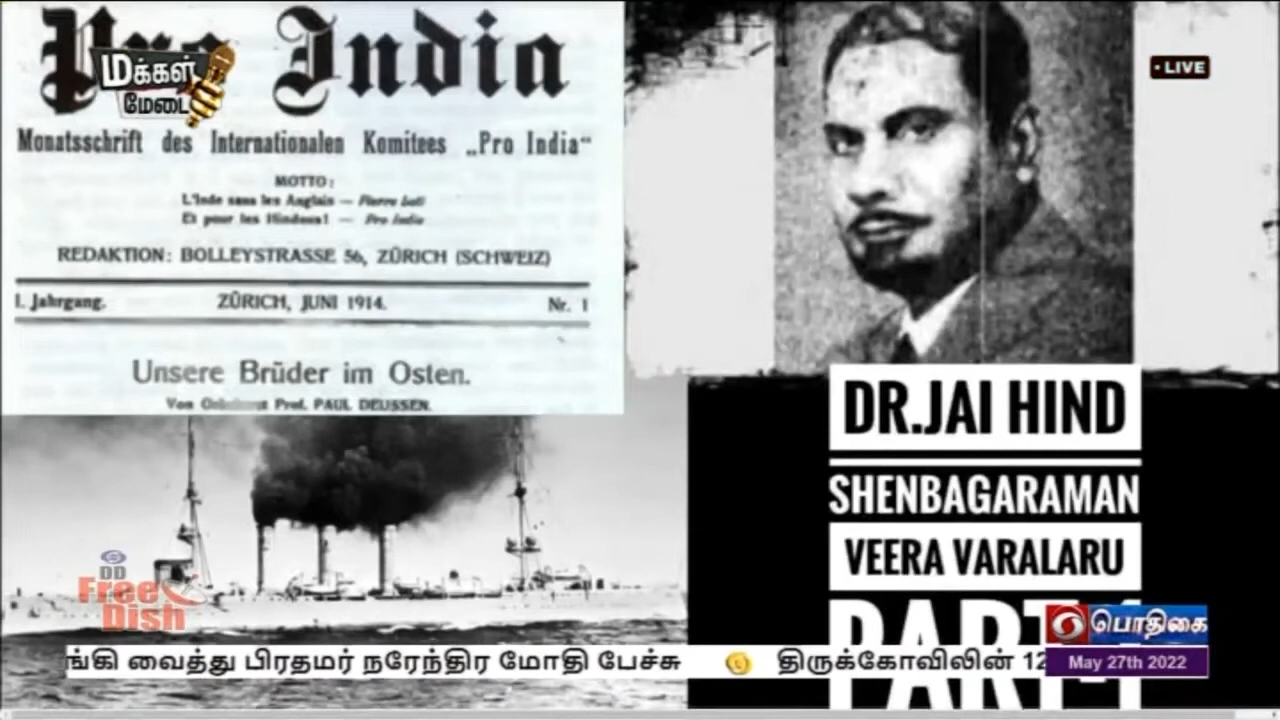 Pro India
மக்கள்
மேடை
Monatsschrift des Internationalen Komitees „Pro India“
MOTTO:
L'Inde sans les Anglais — Pierre Loti
Et pour les Hindous! — Pro India
REDAKTION: BOLLEYSTRASSE 56, ZÜRICH (SCHWEIZ)
I. Jahrgang.
ZÜRICH, JUNI 1914.
Nr. 1
Unsere Brüder im Osten.
Von Prof. PAUL DEUSSEN.
• LIVE
DR.JAI HIND
SHENBAGARAMAN
VEERA VARALARU
PART-1
DD
Free Dish
பொதிகை
May 27th 2022
ங்கி வைத்து பிரதமர் நரேந்திர மோதி பேச்சு திருக்கோவிலின் 12